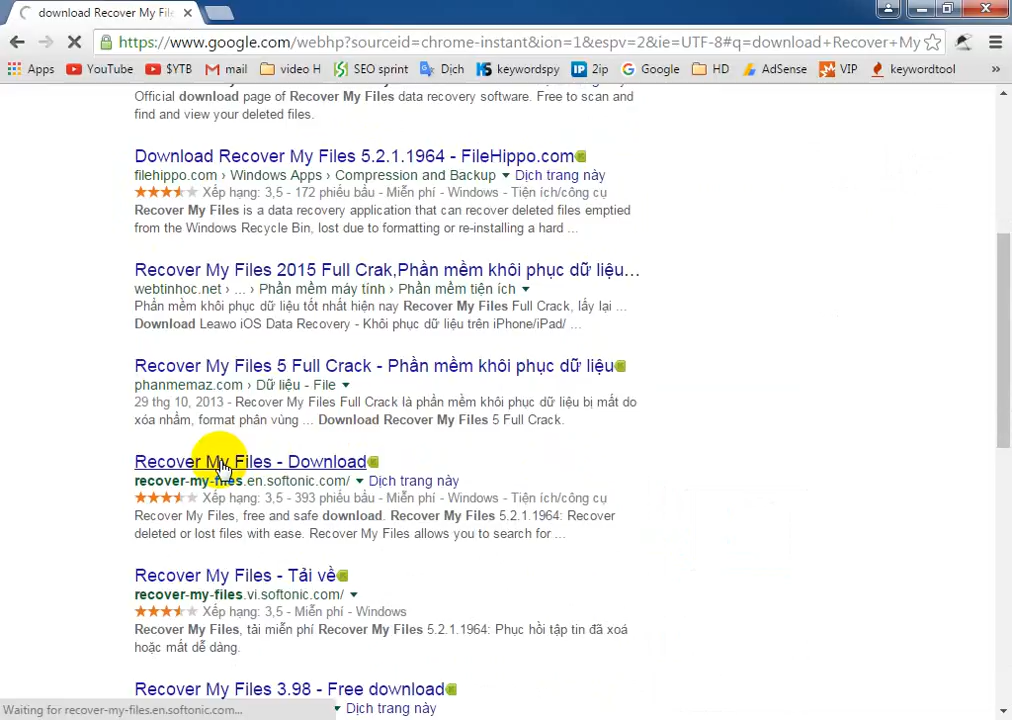 download Recover My File
https://www.google.com/webhp?sourceid=chrome-instant&ion=1&espv=2&ie=UTF-8#q=download+Recover+My
Apps YouTube $YTB mail video H SEO sprint Dịch keywordspy 2ip Google HD AdSense VIP keywordtool »
Official download page of Recover My Files data recovery software. Free to scan and
find and view your deleted files.
Download Recover My Files 5.2.1.1964 - FileHippo.com
filehippo.com › Windows Apps › Compression and Backup ▼ Dịch trang này
Xếp hạng: 3,5 - 172 phiếu bầu - Miễn phí - Windows - Tiện ích/công cụ
Recover My Files is a data recovery application that can recover deleted files emptied
from the Windows Recycle Bin, lost due to formatting or re-installing a hard ...
Recover My Files 2015 Full Crak,Phần mềm khôi phục dữ liệu...
webtinhoc.net › ... › Phần mềm máy tính › Phần mềm tiện ích ▼
Phần mềm khôi phục dữ liệu tốt nhất hiện nay Recover My Files Full Crack, lấy lại ...
Download Leawo iOS Data Recovery - Khôi phục dữ liệu trên iPhone/iPad/ ...
Recover My Files 5 Full Crack - Phần mềm khôi phục dữ liệu
phanmemaz.com › Dữ liệu - File ▼
29 thg 10, 2013 - Recover My Files Full Crack là phần mềm khôi phục dữ liệu bị mất do
xóa nhầm, format phân vùng ... Download Recover My Files 5 Full Crack.
Recover My Files - Download
recover-my-files.en.softonic.com/ ▼ Dịch trang này
Xếp hạng: 3,5 - 393 phiếu bầu - Miễn phí - Windows - Tiện ích/công cụ
Recover My Files, free and safe download. Recover My Files 5.2.1.1964: Recover
deleted or lost files with ease. Recover My Files allows you to search for ...
Recover My Files - Tải về
recover-my-files.vi.softonic.com/ ▼
Xếp hạng: 3,5 - Miễn phí - Windows
Recover My Files, tải miễn phí Recover My Files 5.2.1.1964: Phục hồi tập tin đã xoá
hoặc mất dễ dàng.
Recover My Files 3.98 - Free download
▼ Dịch trang này
Waiting for recover-my-files.en.softonic.com...